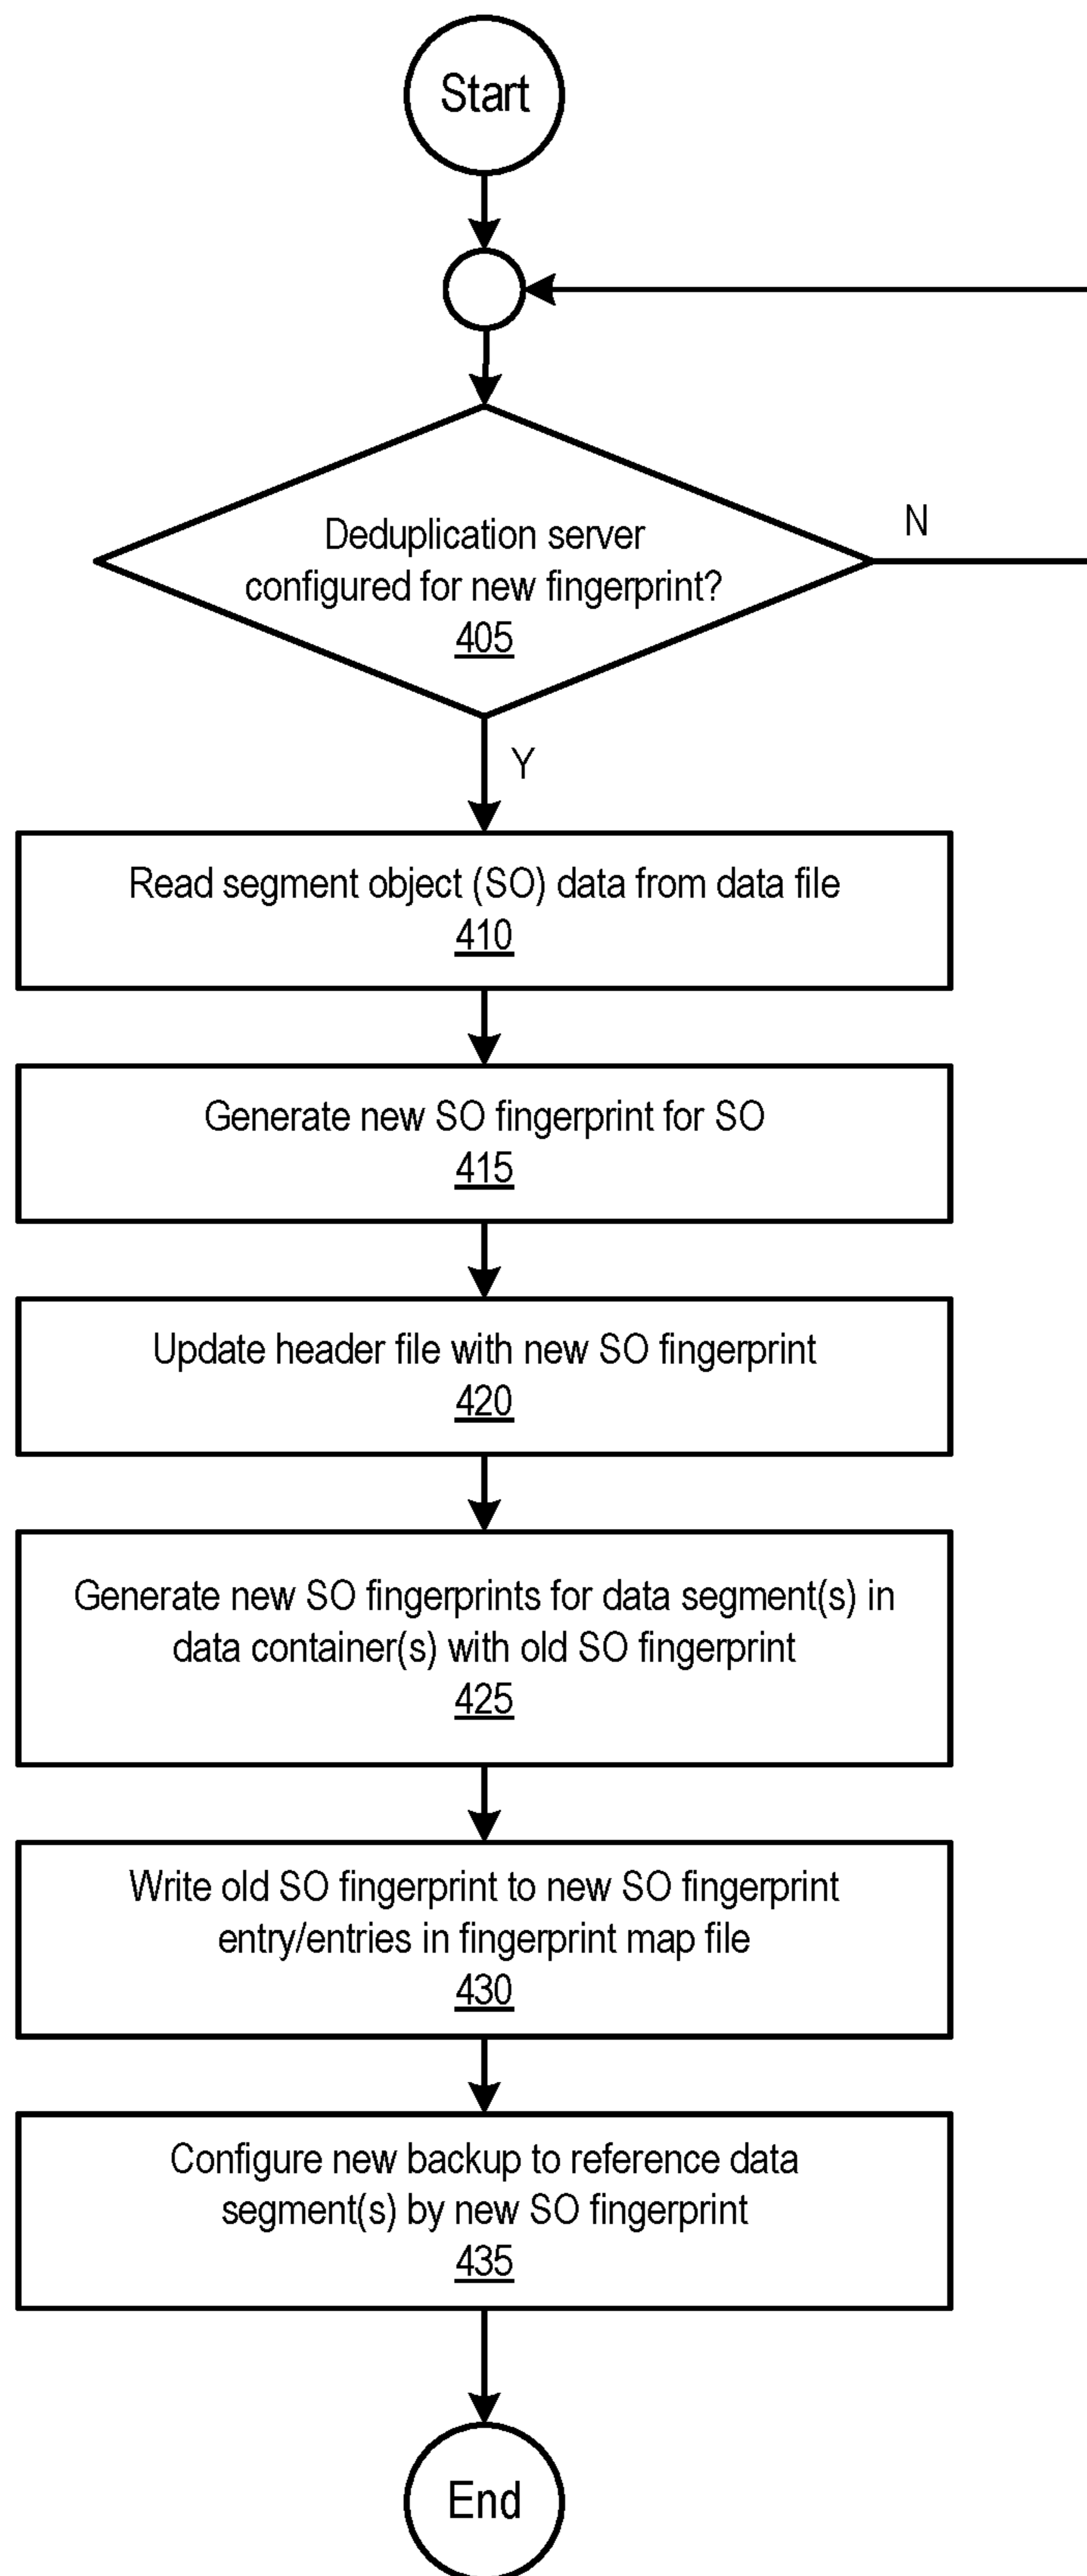 Start
Deduplication server
configured for new fingerprint?
405
N
Y
Read segment object (SO) data from data file
410
Generate new SO fingerprint for SO
415
Update header file with new SO fingerprint
420
Generate new SO fingerprints for data segment(s) in
data container(s) with old SO fingerprint
425
Write old SO fingerprint to new SO fingerprint
entry/entries in fingerprint map file
430
Configure new backup to reference data
segment(s) by new SO fingerprint
435
End